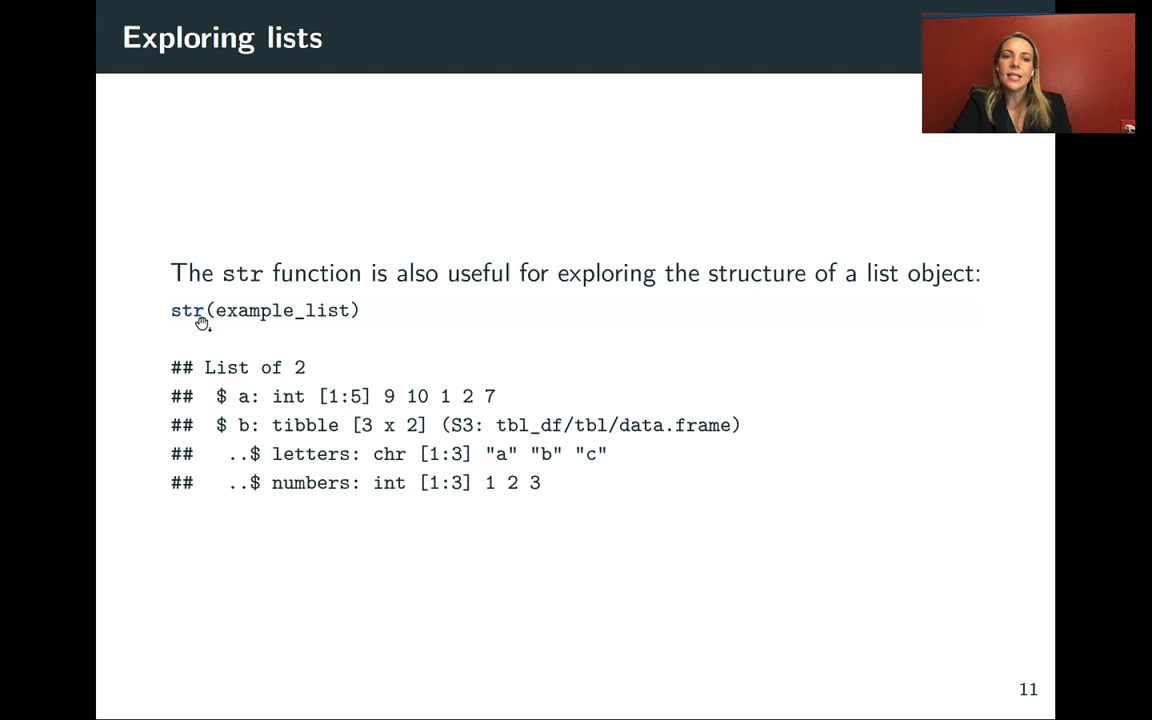 Exploring lists
The str function is also useful for exploring the structure of a list object:
str(example_list)
## List of 2
##  $ a: int [1:5] 9 10 1 2 7
##  $ b: tibble [3 x 2] (S3: tbl_df/tbl/data.frame)
##   ..$ letters: chr [1:3] "a" "b" "c"
##   ..$ numbers: int [1:3] 1 2 3
11